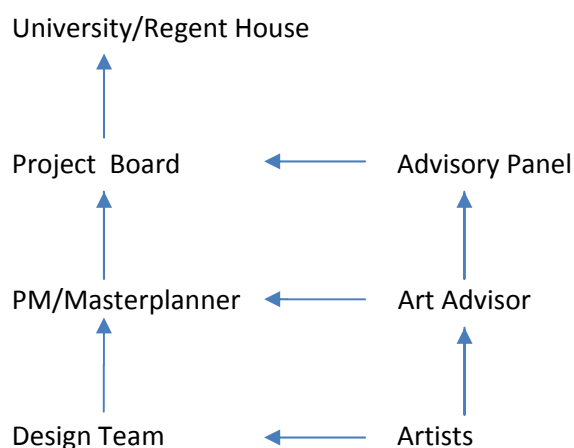 University/Regent House
Project Board
Advisory Panel
PM/Masterplanner
Art Advisor
Design Team
Artists